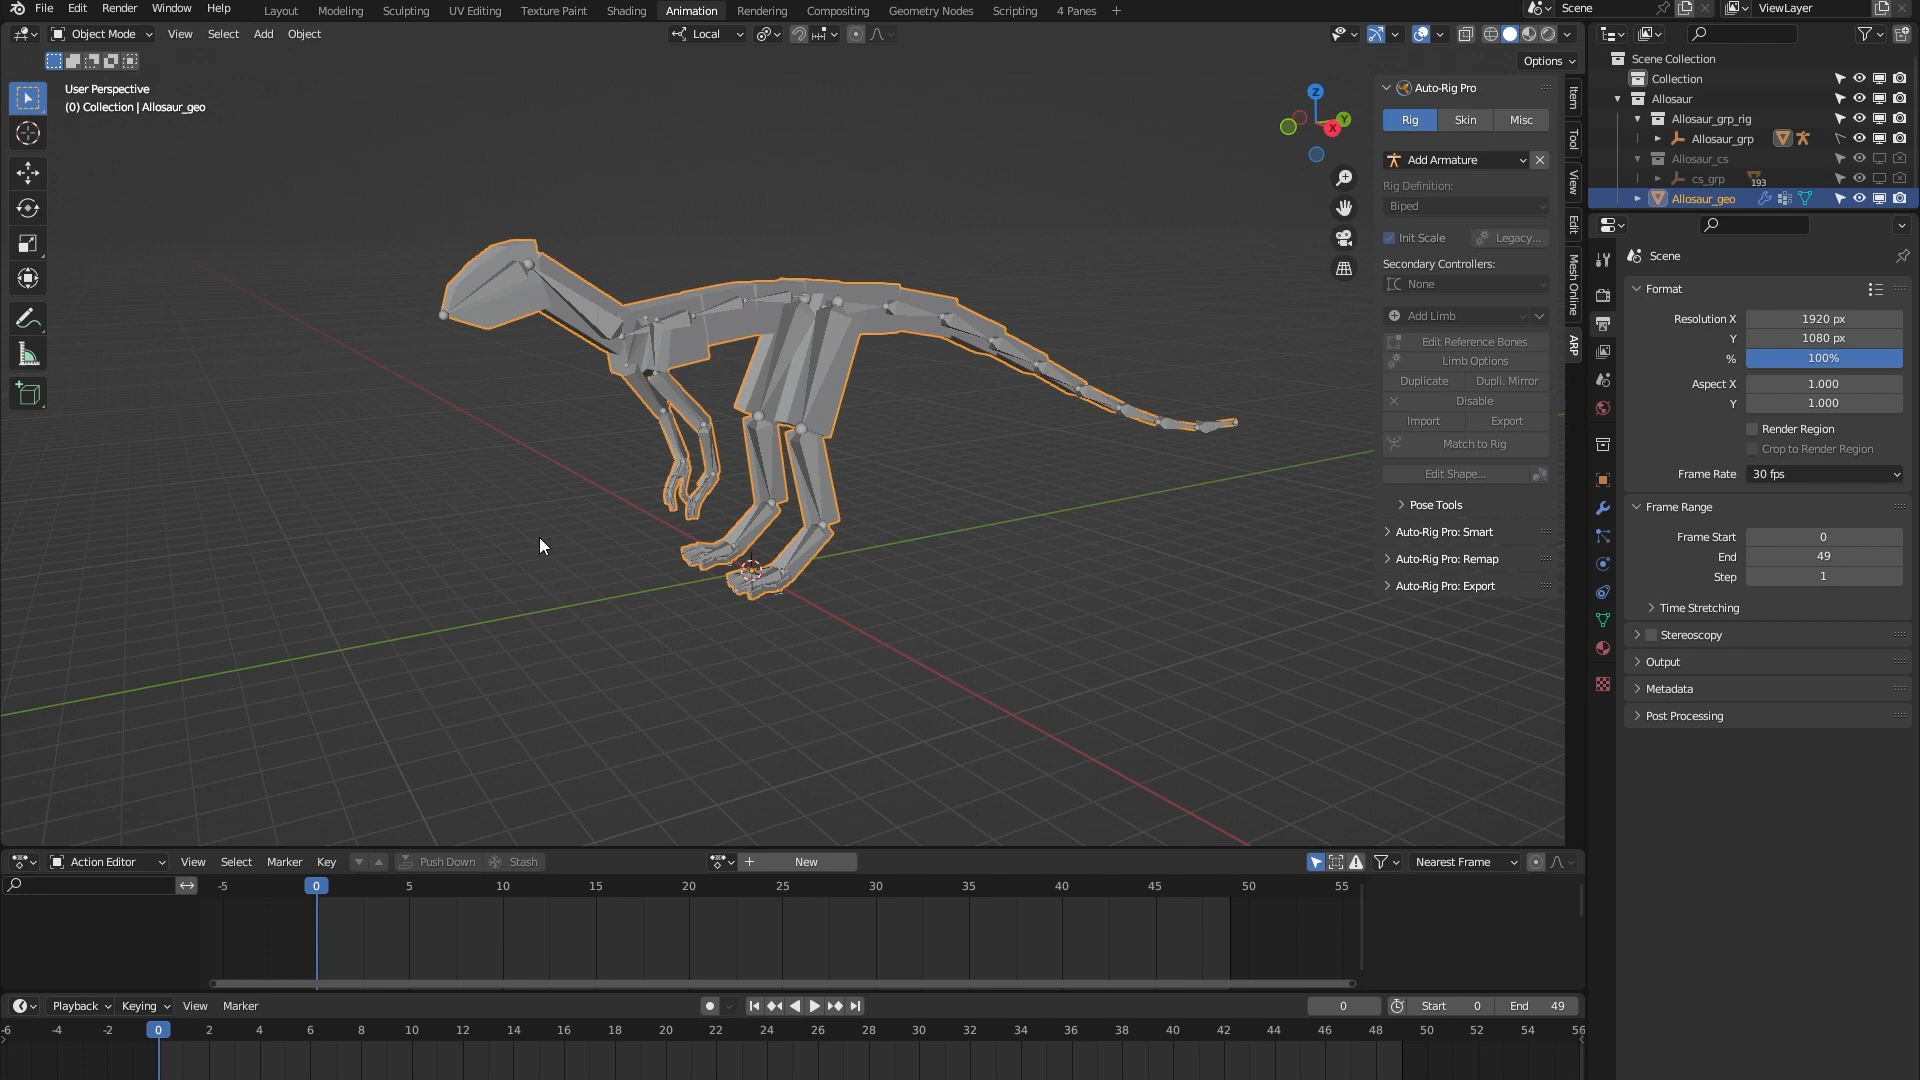 File Edit Render Window Help Layout Modeling Sculpting UV Editing Texture Paint Shading Animation Rendering Compositing Geometry Nodes Scripting 4 Panes + Scene ViewLayer
Object Mode View Select Add Object Local
Options
User Perspective
(0) Collection | Allosaur_geo
Z
Y
X
Auto-Rig Pro
Rig Skin Misc
Add Armature
Rig Definition:
Biped
Init Scale Legacy...
Secondary Controllers:
None
Add Limb
Edit Reference Bones
Limb Options
Duplicate Dupli. Mirror
Disable
Import Export
Match to Rig
Edit Shape...
Pose Tools
Auto-Rig Pro: Smart
Auto-Rig Pro: Remap
Auto-Rig Pro: Export
Item
Tool
View
Edit
Mesh Online
ARP
Scene Collection
Collection
Allosaur
Allosaur_grp_rig
Allosaur_grp
Allosaur_cs
cs_grp 193
Allosaur_geo
Scene
Format
Resolution X 1920 px
Y 1080 px
% 100%
Aspect X 1.000
Y 1.000
Render Region
Crop to Render Region
Frame Rate 30 fps
Frame Range
Frame Start 0
End 49
Step 1
Time Stretching
Stereoscopy
Output
Metadata
Post Processing
Action Editor View Select Marker Key Push Down Stash + New Nearest Frame
-5 0 5 10 15 20 25 30 35 40 45 50 55
Playback Keying View Marker 0 Start 0 End 49
-6 -4 -2 0 2 4 6 8 10 12 14 16 18 20 22 24 26 28 30 32 34 36 38 40 42 44 46 48 50 52 54 56